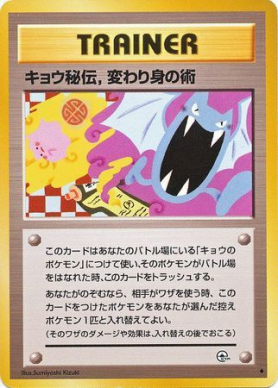 TRAINER
キョウ秘伝,変わり身の術
このカードはあなたのバトル場にいる「キョウの
ポケモン」につけて使い、そのポケモンがバトル場
をはなれた時、このカードをトラッシュする。
あなたがのぞむなら、相手がワザを使う時、この
カードをつけたポケモンをあなたが選んだ控え
ポケモン1匹と入れ替えてよい。
(ワザのダメージや効果は、入れ替えの後でおこる)
Illus.Sumiyoshi Kizuki